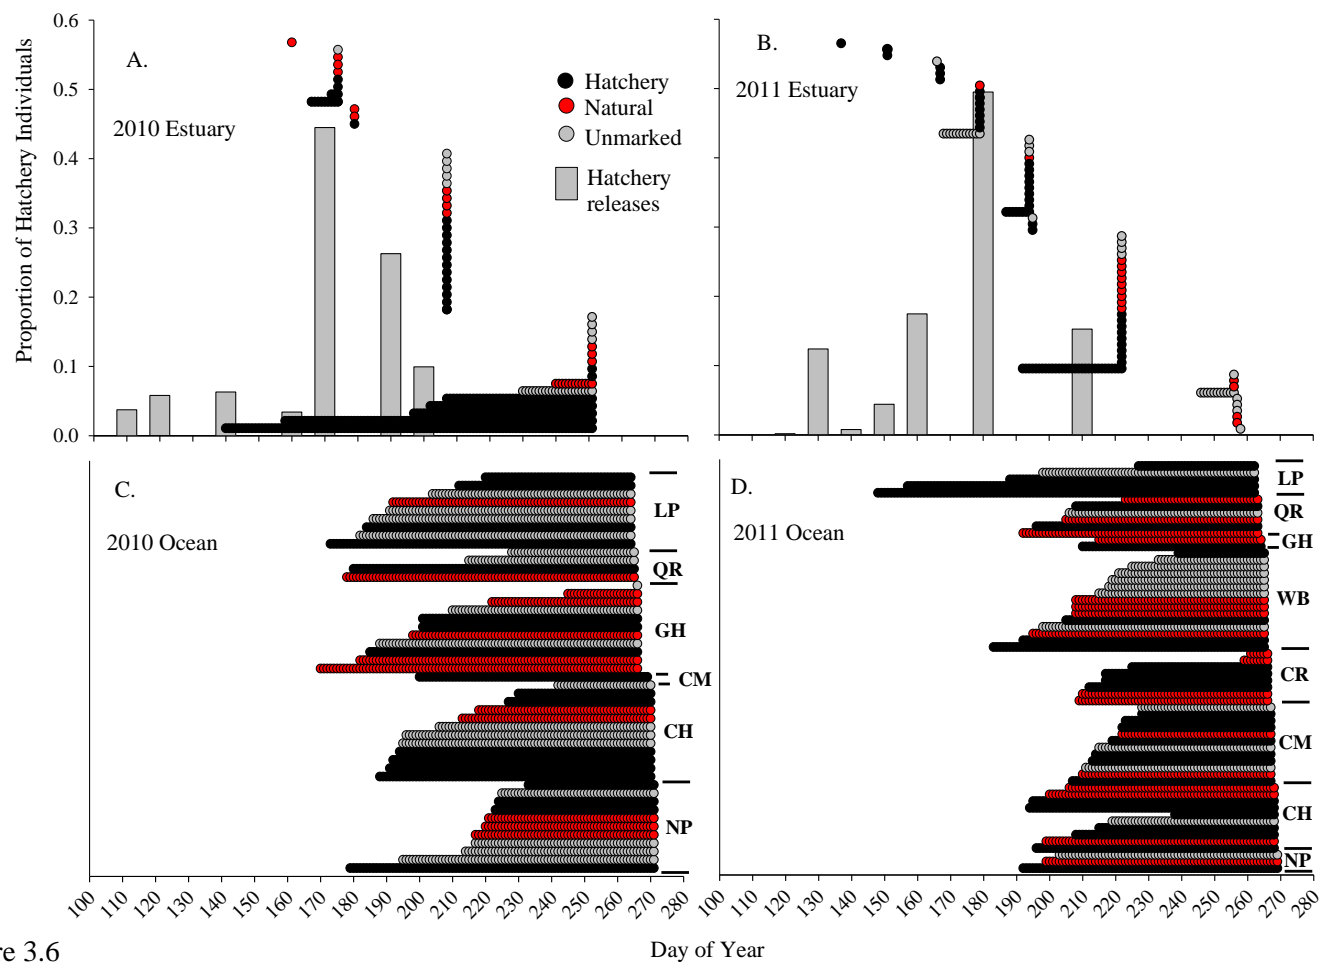 Proportion of Hatchery Individuals
0.6
0.5
0.4
0.3
0.2
0.1
0.0
A.
2010 Estuary
Hatchery
Natural
Unmarked
Hatchery
releases
B.
2011 Estuary
C.
2010 Ocean
LP
QR
GH
CM
CH
NP
D.
2011 Ocean
LP
QR
GH
WB
CR
CM
CH
NP
100 110 120 130 140 150 160 170 180 190 200 210 220 230 240 250 260 270 280
100 110 120 130 140 150 160 170 180 190 200 210 220 230 240 250 260 270 280
Day of Year
re 3.6